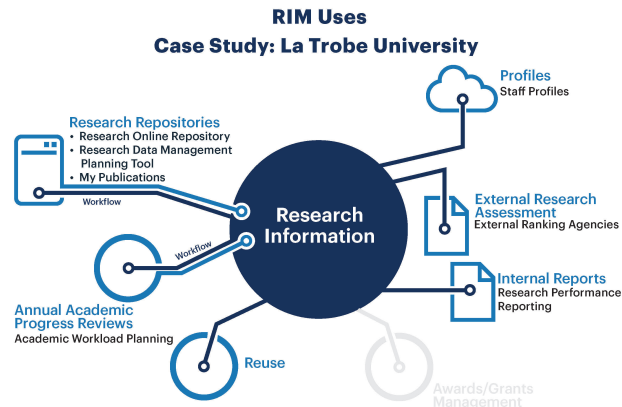 RIM Uses
Case Study: La Trobe University
Profiles
Staff Profiles
Research Repositories
• Research Online Repository
• Research Data Management
Planning Tool
• My Publications
Workflow
External Research
Assessment
External Ranking Agencies
Research
Information
Workflow
Internal Reports
Research Performance
Reporting
Annual Academic
Progress Reviews
Academic Workload Planning
Reuse
Awards/Grants
Management